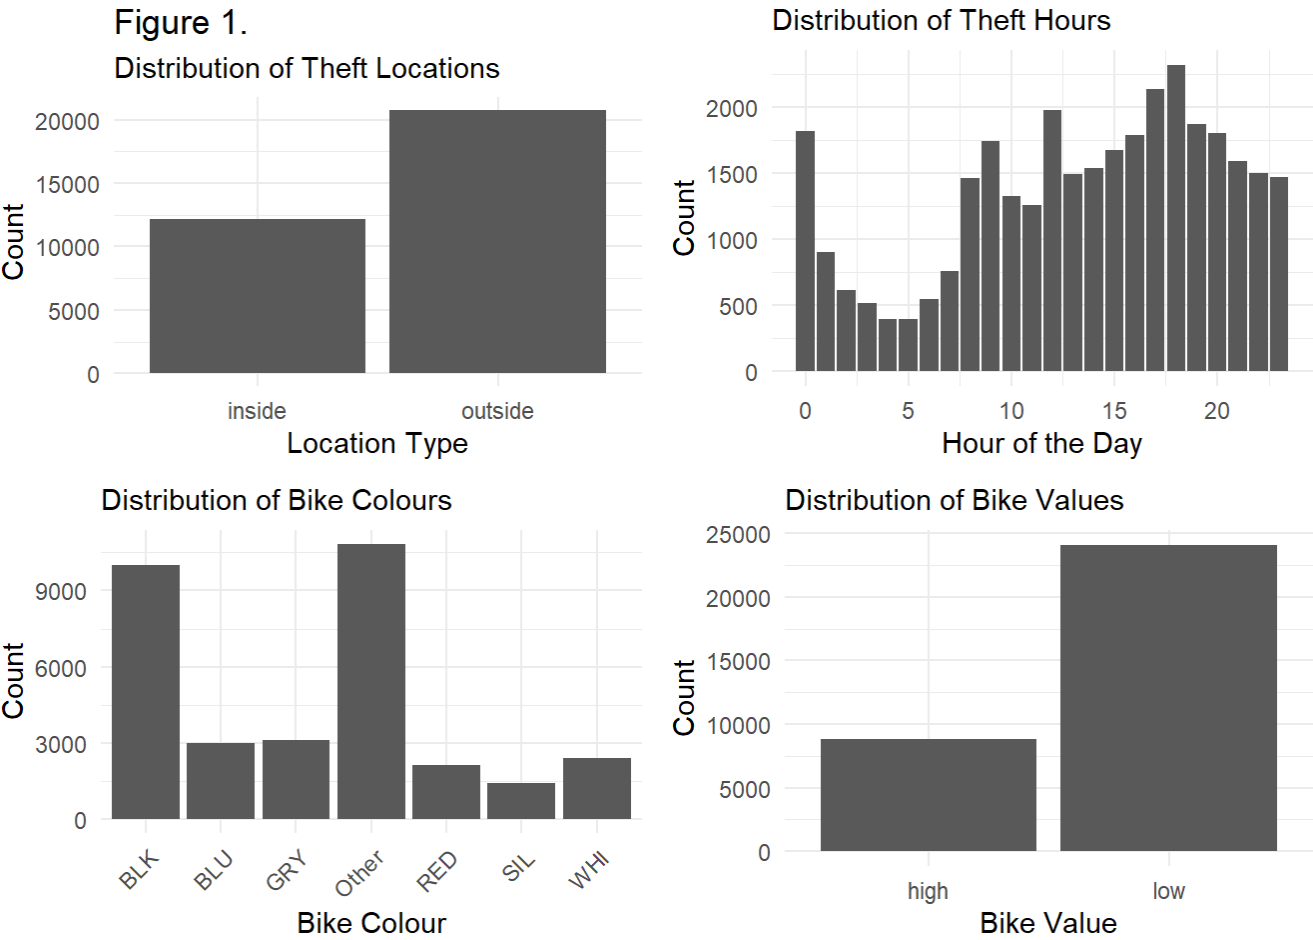 Figure 1.
Distribution of Theft Locations
20000
15000
10000
5000
0
Count
inside outside
Location Type
Distribution of Theft Hours
2000
1500
1000
500
0
Count
0 5 10 15 20
Hour of the Day
Distribution of Bike Colours
9000
6000
3000
0
Count
BLK BLU GRY Other RED SIL WHI
Bike Colour
Distribution of Bike Values
25000
20000
15000
10000
5000
0
Count
high low
Bike Value